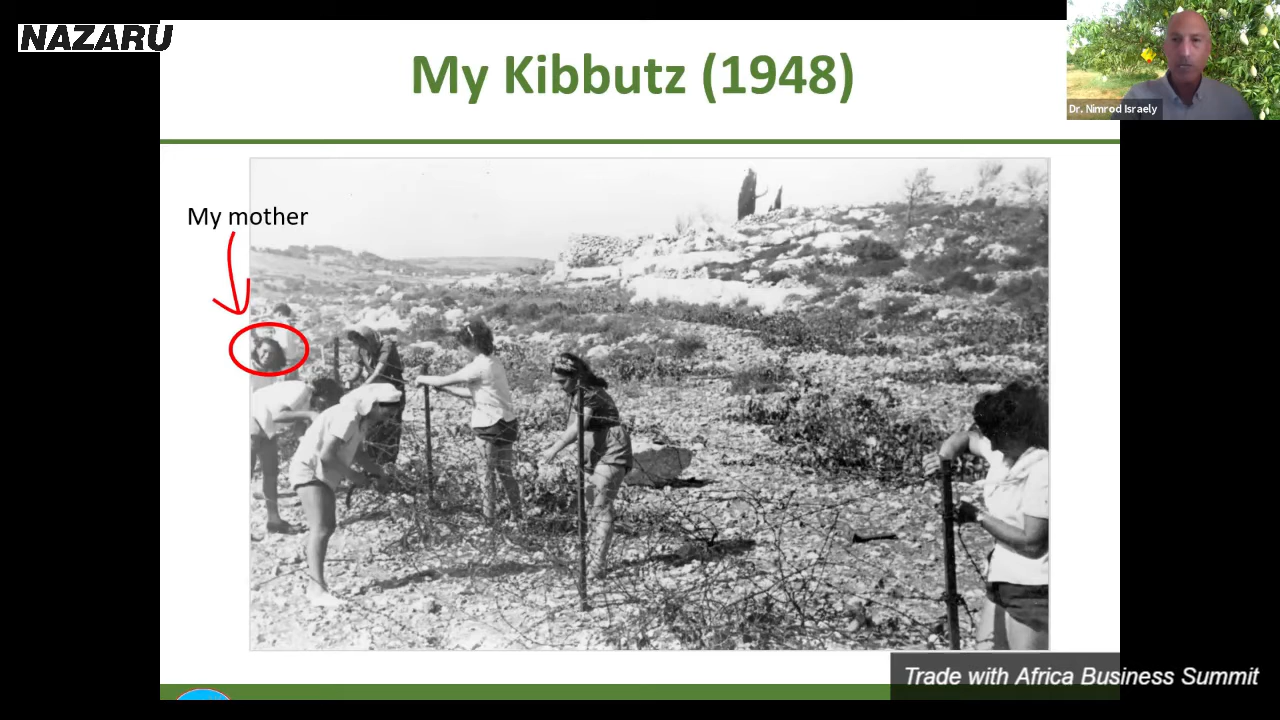 NAZARU
My Kibbutz (1948)
Dr. Nimrod Israely
My mother
Trade with Africa Business Summit